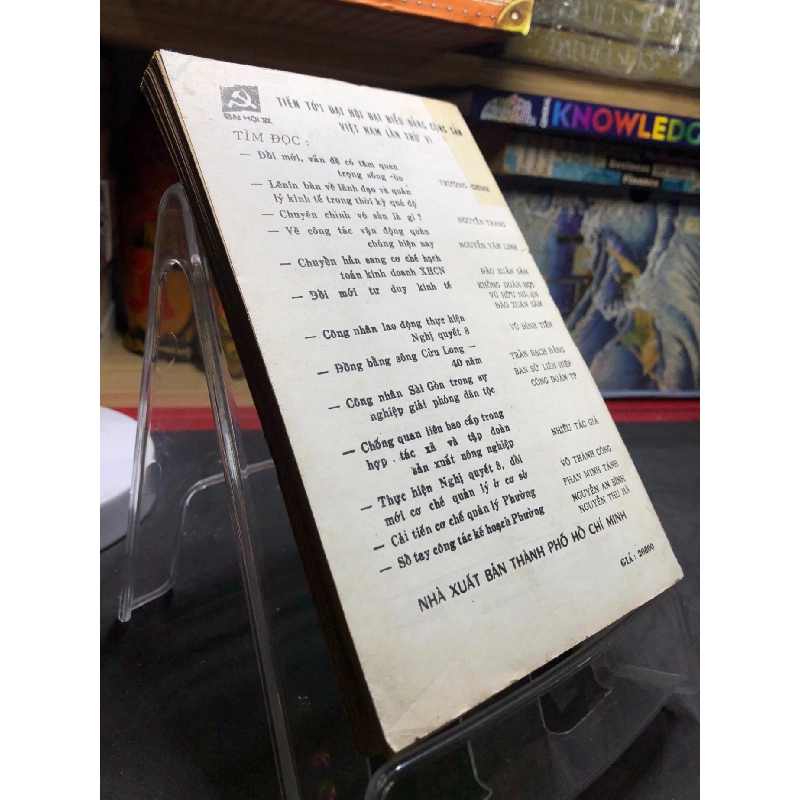 TIẾN TỚI ĐẠI HỘI ĐẠI BIỂU ĐẢNG CỘNG SẢN
VIỆT NAM LẦN THỨ VI
ĐẠI HỘI VI
TÌM ĐỌC :
— Đổi mới, vấn đề có tầm quan
trọng sống còn
TRƯỜNG CHINH
— Lênin bàn về lãnh đạo và quản
lý kinh tế trong thời kỳ quá độ
— Chuyên chính vô sản là gì ?
NGUYỄN TRANG
— Về công tác vận động quần
chúng hiện nay
NGUYỄN VĂN LINH
— Chuyển hẳn sang cơ chế hạch
toán kinh doanh XHCN
ĐÀO XUÂN SÂM
— Đổi mới tư duy kinh tế
KHỔNG DOÃN HỢI
VŨ HỮU NGOẠN
ĐÀO XUÂN SÂM
— Công nhân lao động thực hiện
Nghị quyết 8
VŨ ĐÌNH TIẾN
— Đồng bằng sông Cửu Long —
40 năm
TRẦN BẠCH ĐẰNG
— Công nhân Sài Gòn trong sự
nghiệp giải phóng dân tộc
BAN SỬ LIÊN HIỆP
CÔNG ĐOÀN TP
— Chống quan liêu bao cấp trong
hợp tác xã và tập đoàn
sản xuất nông nghiệp
NHIỀU TÁC GIẢ
— Thực hiện Nghị quyết 8, đổi
mới cơ chế quản lý ở cơ sở
VÕ THÀNH CÔNG
PHAN MINH TÁNH
— Cải tiến cơ chế quản lý Phường
NGUYỄN AN BÌNH
— Sổ tay công tác kế hoạch Phường
NGUYỄN THU HÀ
NHÀ XUẤT BẢN THÀNH PHỐ HỒ CHÍ MINH
GIÁ : 20đ00
KNOWLEDG